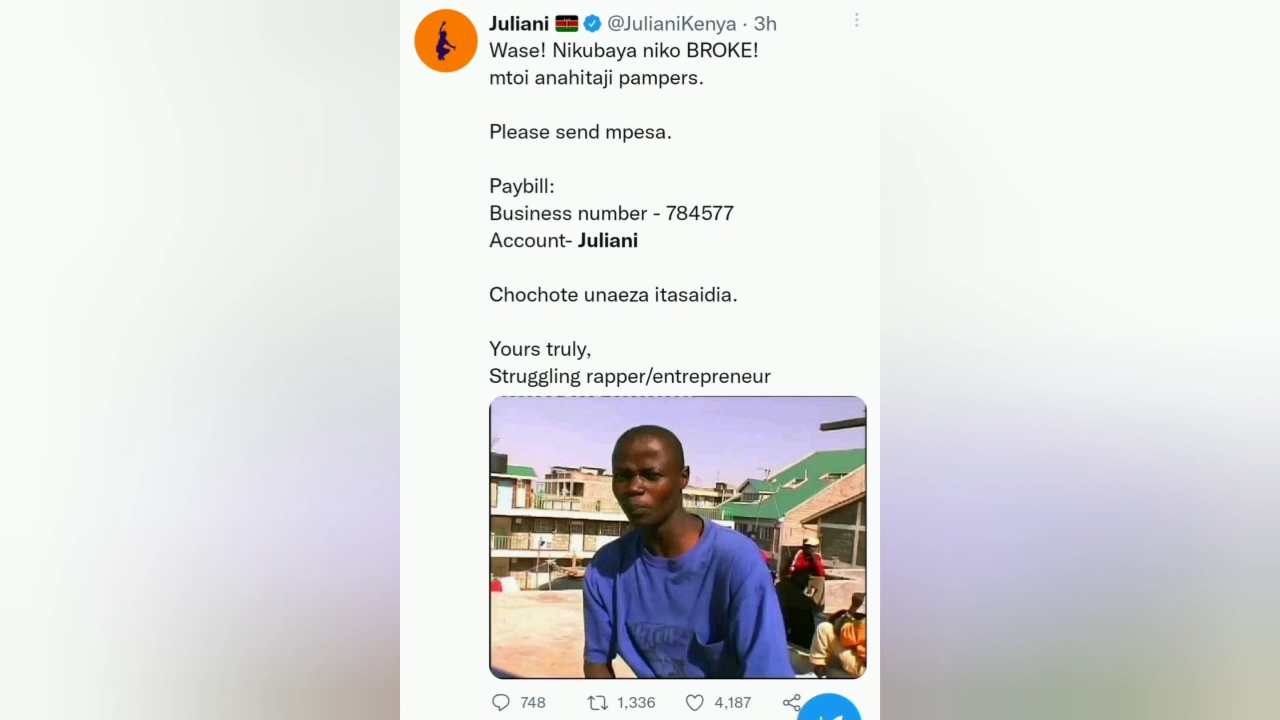 Juliani @JulianiKenya · 3h
Wase! Nikubaya niko BROKE!
mtoi anahitaji pampers.
Please send mpesa.
Paybill:
Business number - 784577
Account- Juliani
Chochote unaeza itasaidia.
Yours truly,
Struggling rapper/entrepreneur
748 1,336 4,187